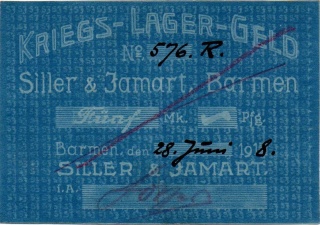 KRIEGS-LAGER-GELD
No. 576. R.
Siller & Jamart, Barmen
Fünf Mk. Pfg.
Barmen, den 28. Juni 1918.
SILLER & JAMART.
I.A.